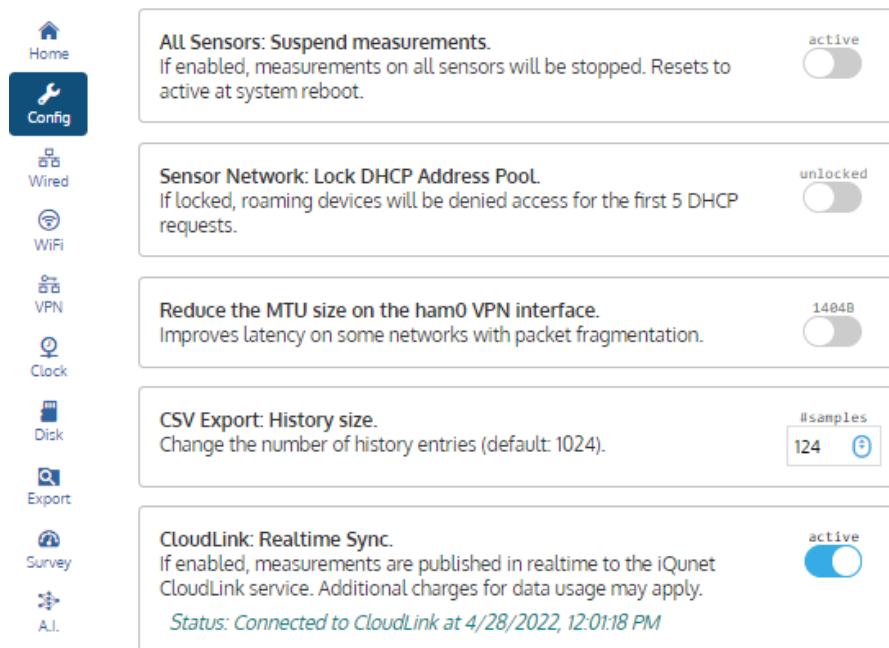 Home
Config
Wired
WiFi
VPN
Clock
Disk
Export
Survey
A.I.
All Sensors: Suspend measurements.
active
If enabled, measurements on all sensors will be stopped. Resets to
active at system reboot.
Sensor Network: Lock DHCP Address Pool.
unlocked
If locked, roaming devices will be denied access for the first 5 DHCP
requests.
Reduce the MTU size on the ham0 VPN interface.
1404B
Improves latency on some networks with packet fragmentation.
CSV Export: History size.
#samples
Change the number of history entries (default: 1024).
124
CloudLink: Realtime Sync.
active
If enabled, measurements are published in realtime to the iQunet
CloudLink service. Additional charges for data usage may apply.
Status: Connected to CloudLink at 4/28/2022, 12:01:18 PM